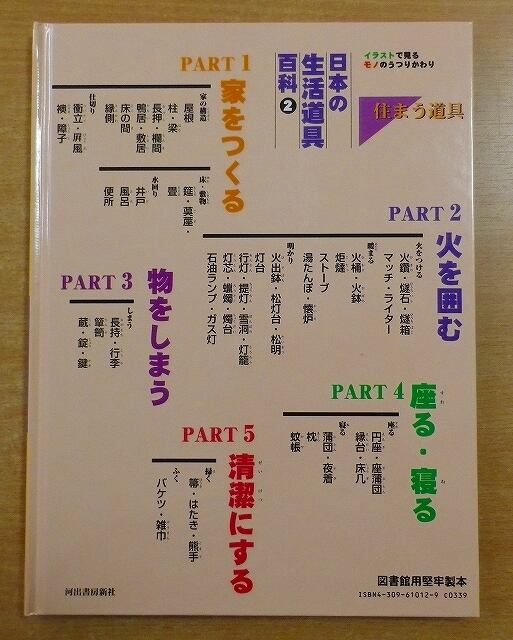 イラストで見る
モノのうつりかわり
日本の
生活道具
百科❷
住まう道具
PART 1
家をつくる
家の構造
屋根
柱・梁
長押・欄間
鴨居・敷居
床の間
縁側
仕切り
衝立・屛風
襖・障子
床・敷物
筵・茣蓙・
畳
水回り
井戸
風呂
便所
PART 2
火を囲む
火をつける
火鑽・燧石・燧箱
マッチ・ライター
暖まる
火桶・火鉢
炬燵
ストーブ
湯たんぽ・懐炉
明かり
火出鉢・松灯台・松明
灯台
行灯・提灯・雪洞・灯籠
灯芯・蠟燭・燭台
石油ランプ・ガス灯
PART 3
物をしまう
しまう
長持・行李
簞笥
蔵・錠・鍵
PART 4
座る・寝る
座る
円座・座蒲団
縁台・床几
寝る
蒲団・夜着
枕
蚊帳
PART 5
清潔にする
掃く
箒・はたき・熊手
ふく
バケツ・雑巾
河出書房新社
図書館用堅牢製本
ISBN4-309-61012-9 C0339